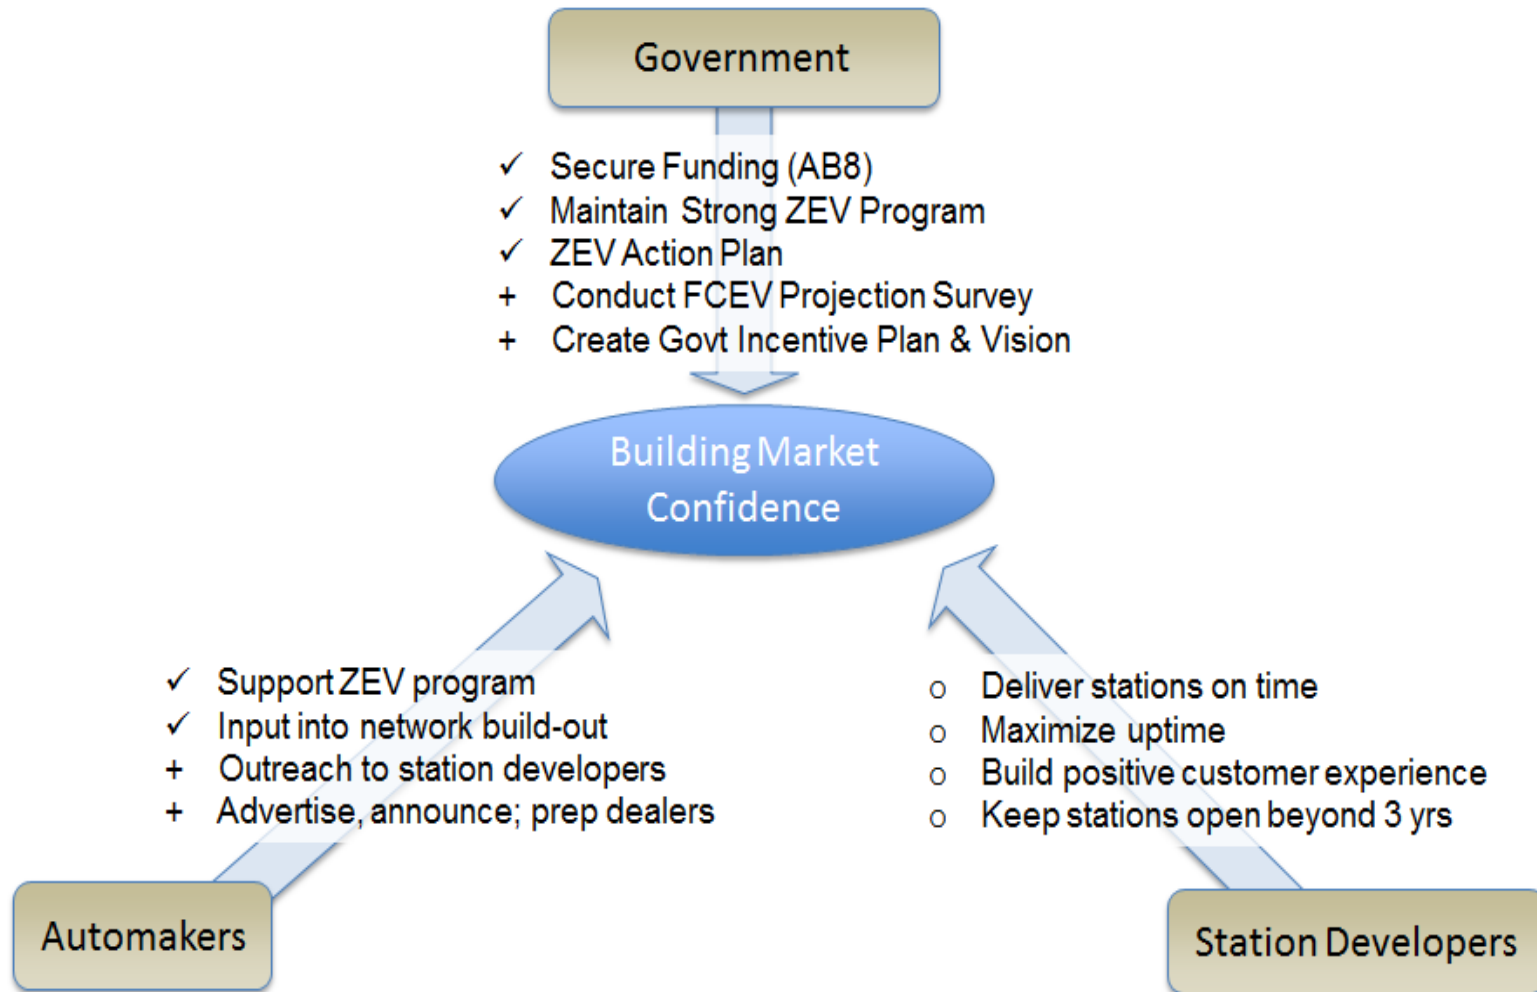 Government
✓ Secure Funding (AB8)
✓ Maintain Strong ZEV Program
✓ ZEV Action Plan
+ Conduct FCEV Projection Survey
+ Create Govt Incentive Plan & Vision
Building Market
Confidence
✓ Support ZEV program
✓ Input into network build-out
+ Outreach to station developers
+ Advertise, announce; prep dealers
o Deliver stations on time
o Maximize uptime
o Build positive customer experience
o Keep stations open beyond 3 yrs
Automakers
Station Developers